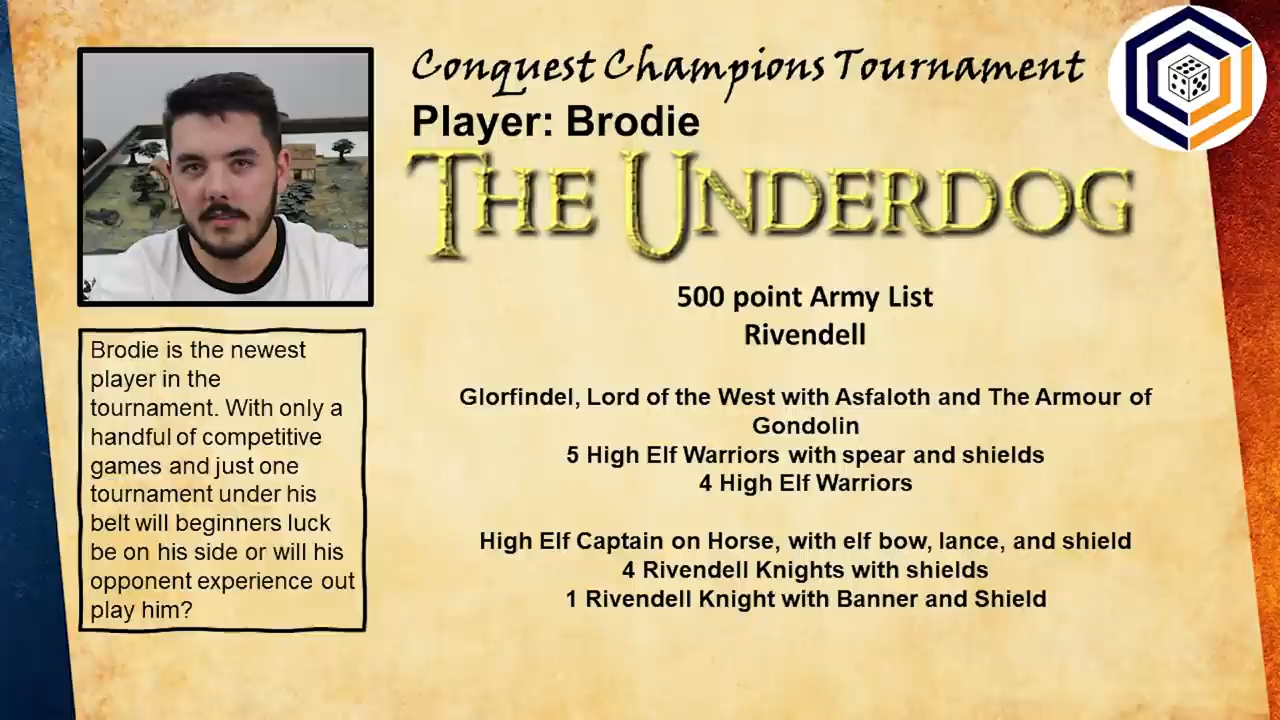 Conquest Champions Tournament
Player: Brodie
The Underdog
500 point Army List
Rivendell
Glorfindel, Lord of the West with Asfaloth and The Armour of
Gondolin
5 High Elf Warriors with spear and shields
4 High Elf Warriors
High Elf Captain on Horse, with elf bow, lance, and shield
4 Rivendell Knights with shields
1 Rivendell Knight with Banner and Shield
Brodie is the newest
player in the
tournament. With only a
handful of competitive
games and just one
tournament under his
belt will beginners luck
be on his side or will his
opponent experience out
play him?